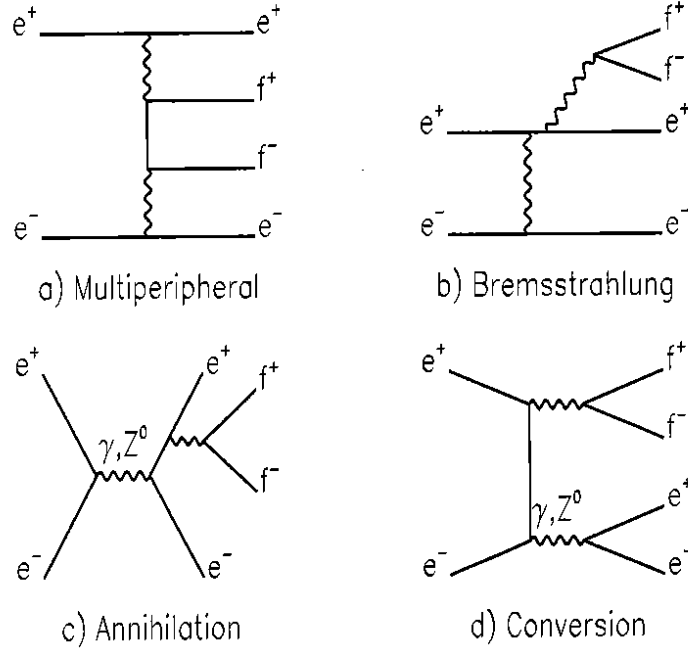 e⁺ e⁺
f⁺
f⁻
e⁻ e⁻
a) Multiperipheral
f⁺
f⁻
e⁺ e⁺
e⁻ e⁻
b) Bremsstrahlung
e⁺ e⁺ f⁺
γ,Z⁰
f⁻
e⁻ e⁻
c) Annihilation
e⁺ f⁺
f⁻
γ,Z⁰ e⁺
e⁻ e⁻
d) Conversion